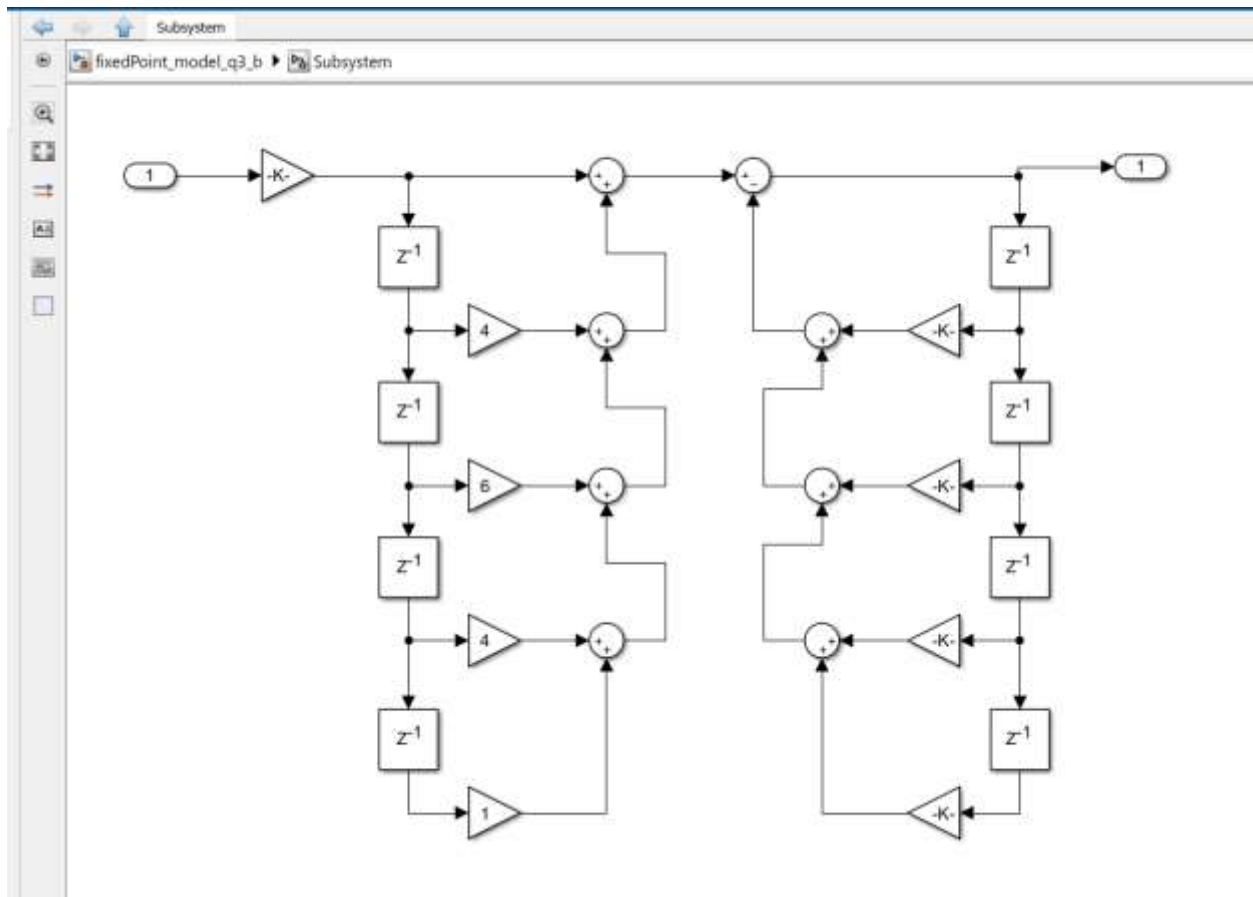 Subsystem
fixedPoint_model_q3_b ▶ Subsystem
1 -K- + + + - 1
Z-1 Z-1
4 + + + + -K-
Z-1 Z-1
6 + + + + -K-
Z-1 Z-1
4 + + + + -K-
Z-1 Z-1
1 -K-